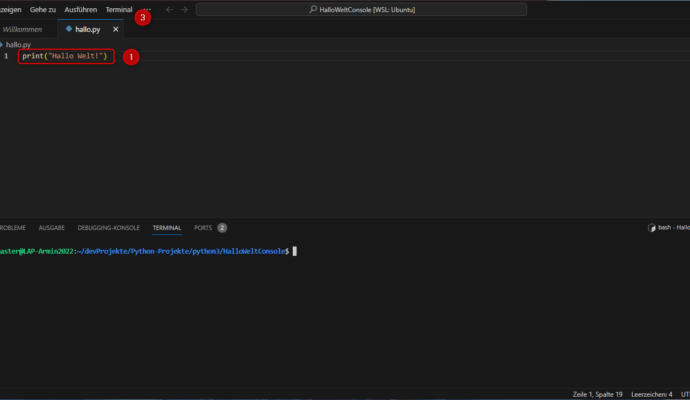 zeigen Gehe zu Ausführen Terminal ··· HalloWeltConsole [WSL: Ubuntu]
3
Willkommen hallo.py
hallo.py
1 print("Hallo Welt!") 1
ROBLEME AUSGABE DEBUGGING-KONSOLE TERMINAL PORTS 2
bash - Hallo
aster@LAP-Armin2022:~/devProjekte/Python-Projekte/python3/HalloWeltConsole$
Zeile 1, Spalte 19 Leerzeichen: 4 UT